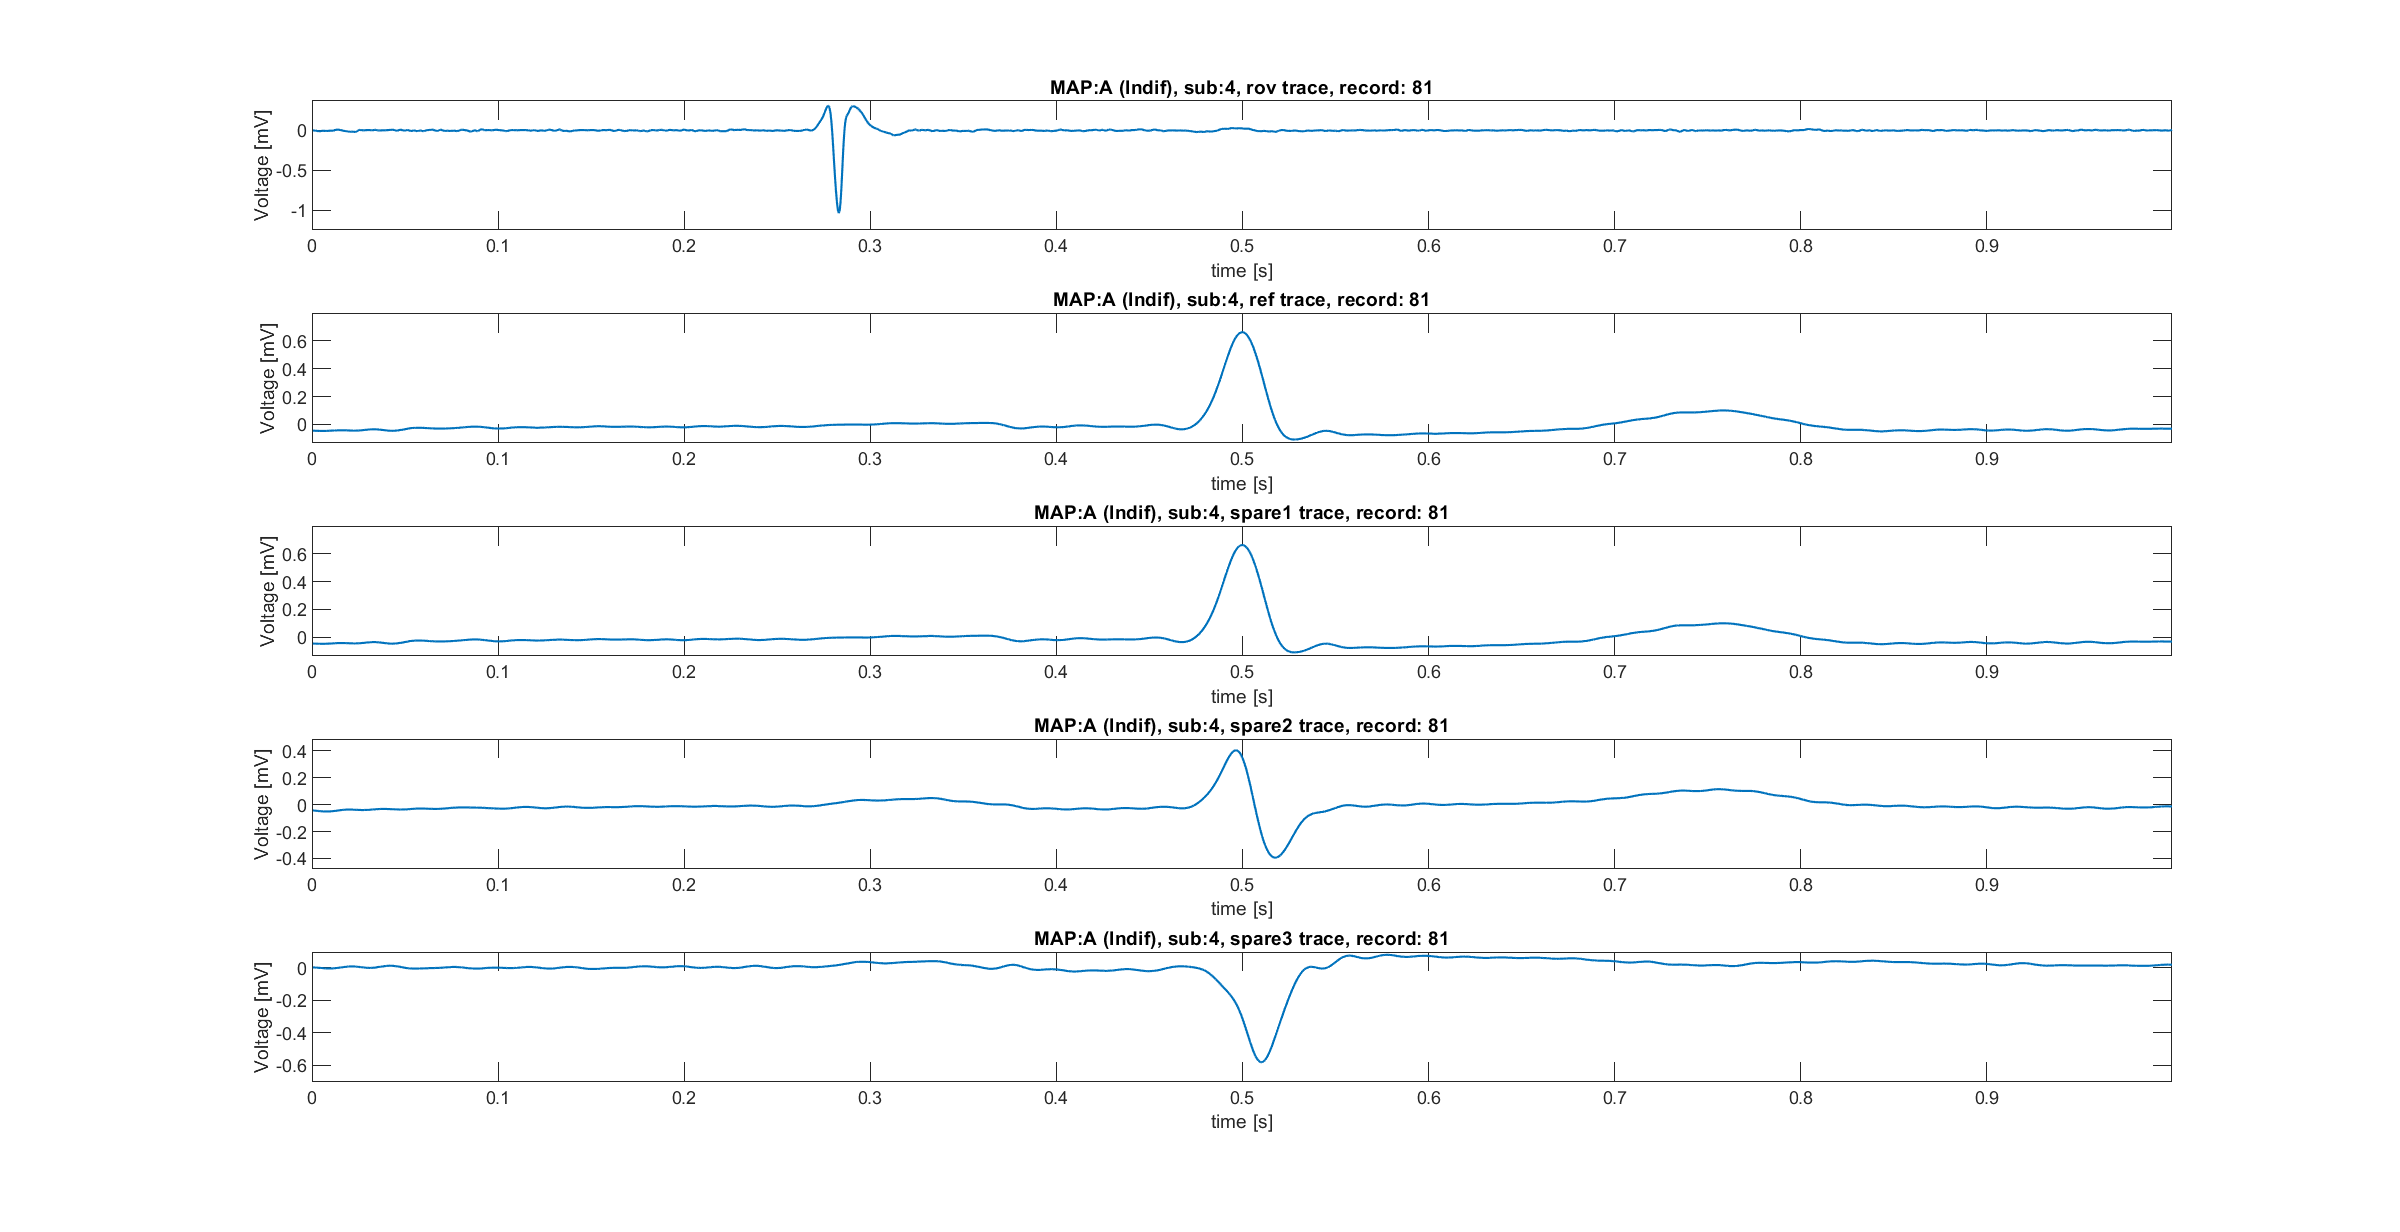 MAP:A (Indif), sub:4, rov trace, record: 81
Voltage [mV]
0
-0.5
-1
0 0.1 0.2 0.3 0.4 0.5 0.6 0.7 0.8 0.9
time [s]
MAP:A (Indif), sub:4, ref trace, record: 81
Voltage [mV]
0.6
0.4
0.2
0
0 0.1 0.2 0.3 0.4 0.5 0.6 0.7 0.8 0.9
time [s]
MAP:A (Indif), sub:4, spare1 trace, record: 81
Voltage [mV]
0.6
0.4
0.2
0
0 0.1 0.2 0.3 0.4 0.5 0.6 0.7 0.8 0.9
time [s]
MAP:A (Indif), sub:4, spare2 trace, record: 81
Voltage [mV]
0.4
0.2
0
-0.2
-0.4
0 0.1 0.2 0.3 0.4 0.5 0.6 0.7 0.8 0.9
time [s]
MAP:A (Indif), sub:4, spare3 trace, record: 81
Voltage [mV]
0
-0.2
-0.4
-0.6
0 0.1 0.2 0.3 0.4 0.5 0.6 0.7 0.8 0.9
time [s]